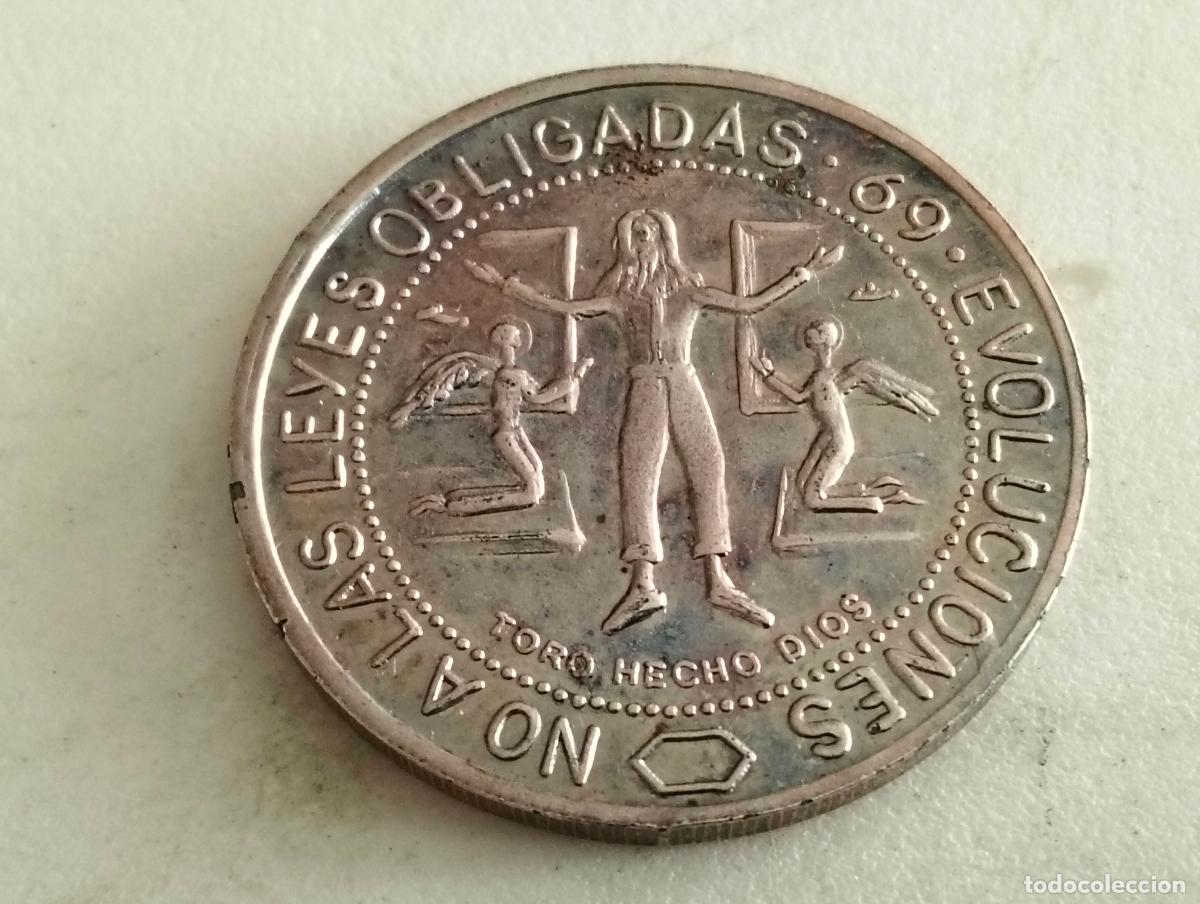 NO A LAS LEYES OBLIGADAS · 69 · EVOLUCIONES
TORO HECHO DIOS
todocoleccion